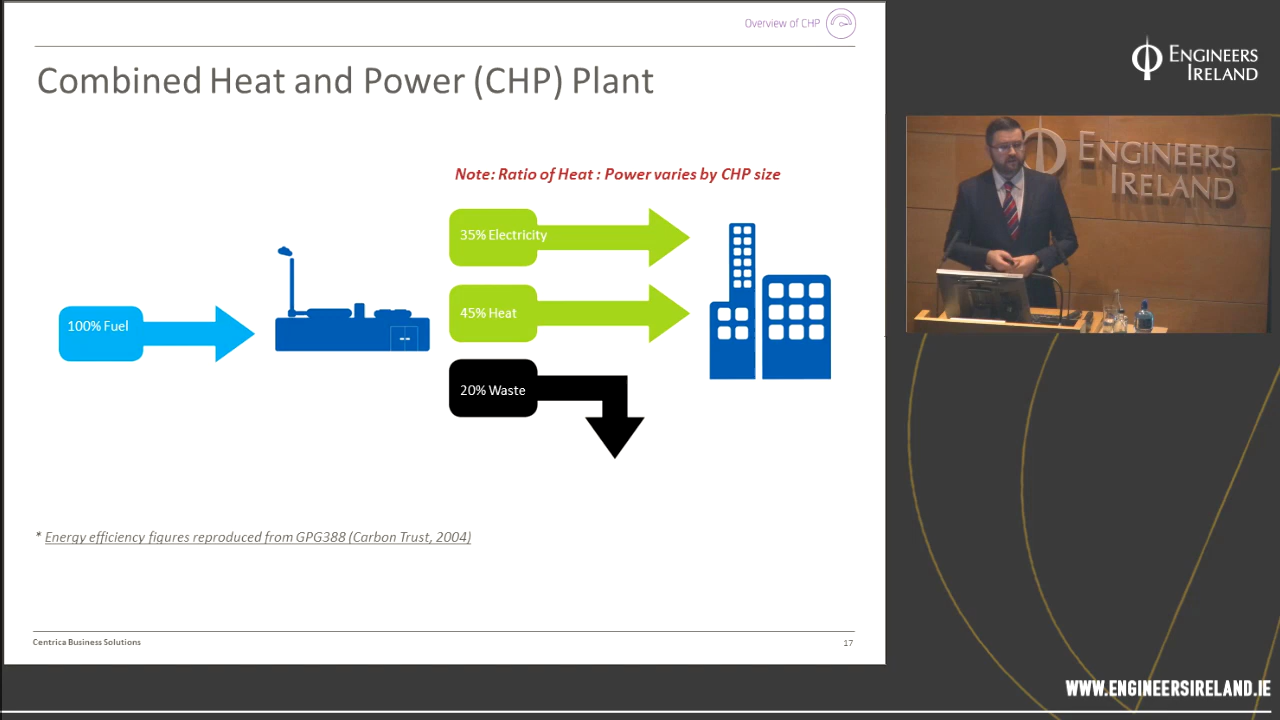 Overview of CHP
Combined Heat and Power (CHP) Plant
Note: Ratio of Heat : Power varies by CHP size
35% Electricity
100% Fuel
45% Heat
20% Waste
* Energy efficiency figures reproduced from GPG388 (Carbon Trust, 2004)
Centrica Business Solutions
17
ENGINEERS
IRELAND
ENGINEERS
IRELAND
WWW.ENGINEERSIRELAND.IE